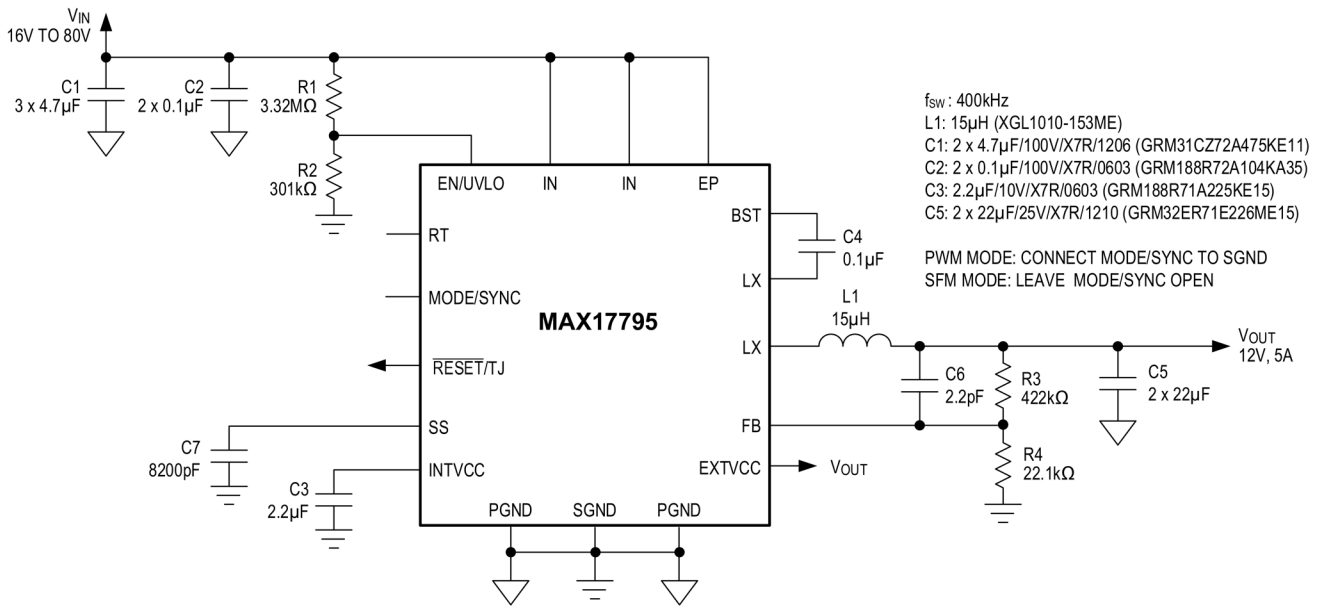 VIN
16V TO 80V
C1
3 x 4.7µF
C2
2 x 0.1µF
R1
3.32MΩ
R2
301kΩ
EN/UVLO
IN
IN
EP
RT
MODE/SYNC
RESET/TJ
SS
INTVCC
PGND
SGND
PGND
MAX17795
BST
LX
LX
FB
EXTVCC
C7
8200pF
C3
2.2µF
C4
0.1µF
L1
15µH
C6
2.2pF
R3
422kΩ
R4
22.1kΩ
C5
2 x 22µF
VOUT
12V, 5A
VOUT
fSW : 400kHz
L1: 15µH (XGL1010-153ME)
C1: 2 x 4.7µF/100V/X7R/1206 (GRM31CZ72A475KE11)
C2: 2 x 0.1µF/100V/X7R/0603 (GRM188R72A104KA35)
C3: 2.2µF/10V/X7R/0603 (GRM188R71A225KE15)
C5: 2 x 22µF/25V/X7R/1210 (GRM32ER71E226ME15)
PWM MODE: CONNECT MODE/SYNC TO SGND
SFM MODE: LEAVE MODE/SYNC OPEN